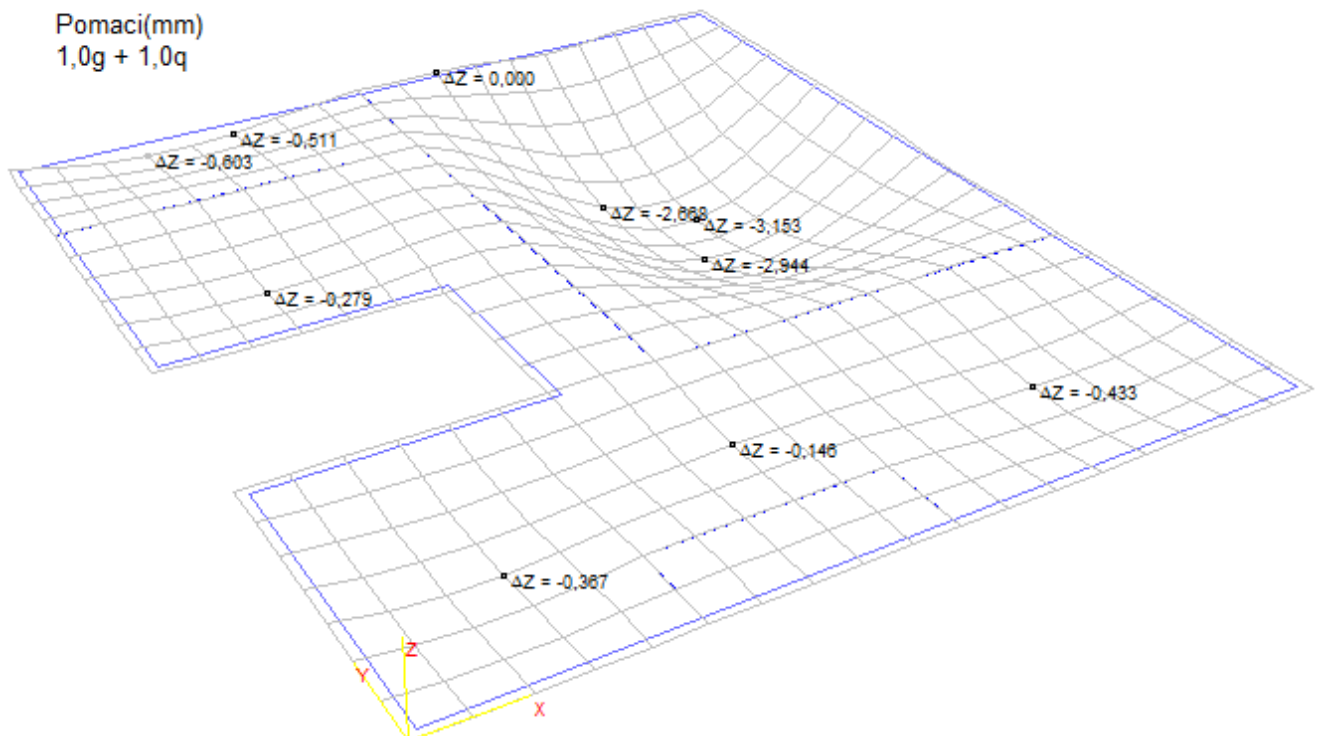 Pomaci(mm)
1,0g + 1,0q
ΔZ = 0,000
ΔZ = -0,511
ΔZ = -0,603
ΔZ = -2,668
ΔZ = -3,153
ΔZ = -2,944
ΔZ = -0,279
ΔZ = -0,433
ΔZ = -0,146
ΔZ = -0,367
Z
Y
X